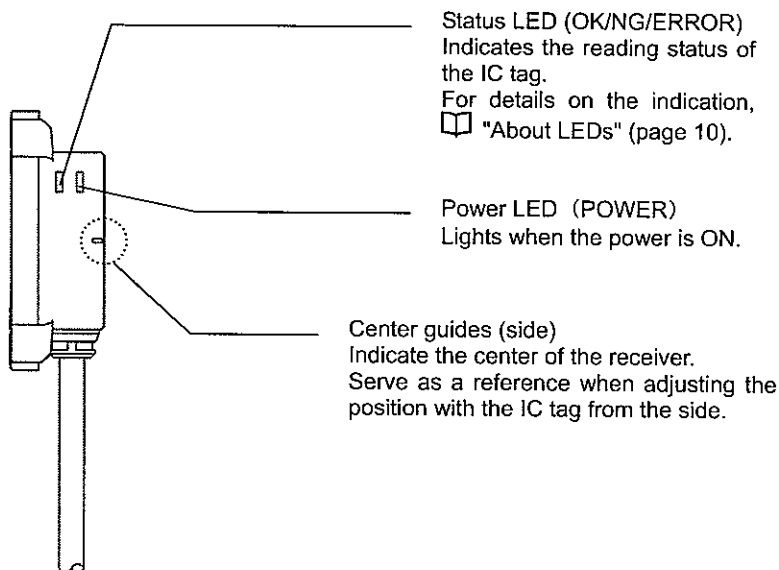 Status LED (OK/NG/ERROR)
Indicates the reading status of
the IC tag.
For details on the indication,
"About LEDs" (page 10).
Power LED (POWER)
Lights when the power is ON.
Center guides (side)
Indicate the center of the receiver.
Serve as a reference when adjusting the
position with the IC tag from the side.